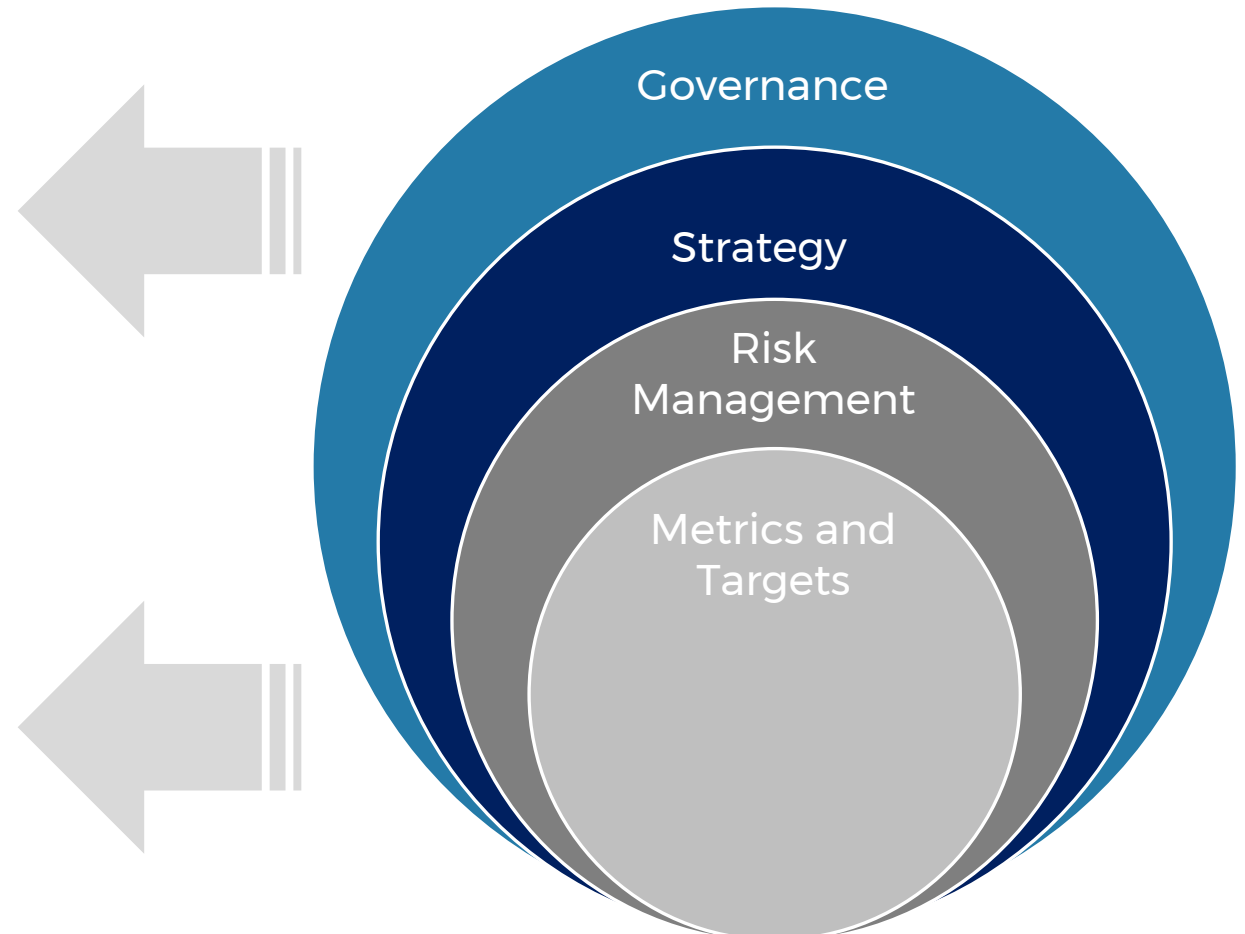 Governance
Strategy
Risk
Management
Metrics and
Targets